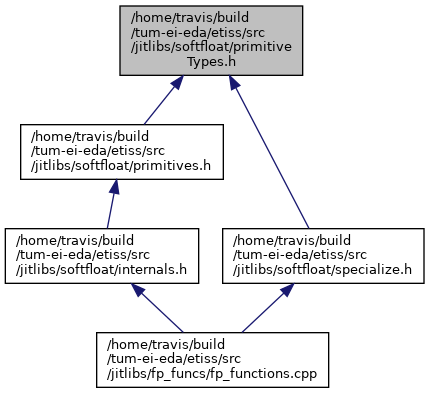 /home/travis/build
/tum-ei-eda/etiss/src
/jitlibs/softfloat/primitive
Types.h
/home/travis/build
/tum-ei-eda/etiss/src
/jitlibs/softfloat/primitives.h
/home/travis/build
/tum-ei-eda/etiss/src
/jitlibs/softfloat/internals.h
/home/travis/build
/tum-ei-eda/etiss/src
/jitlibs/softfloat/specialize.h
/home/travis/build
/tum-ei-eda/etiss/src
/jitlibs/fp_funcs/fp_functions.cpp